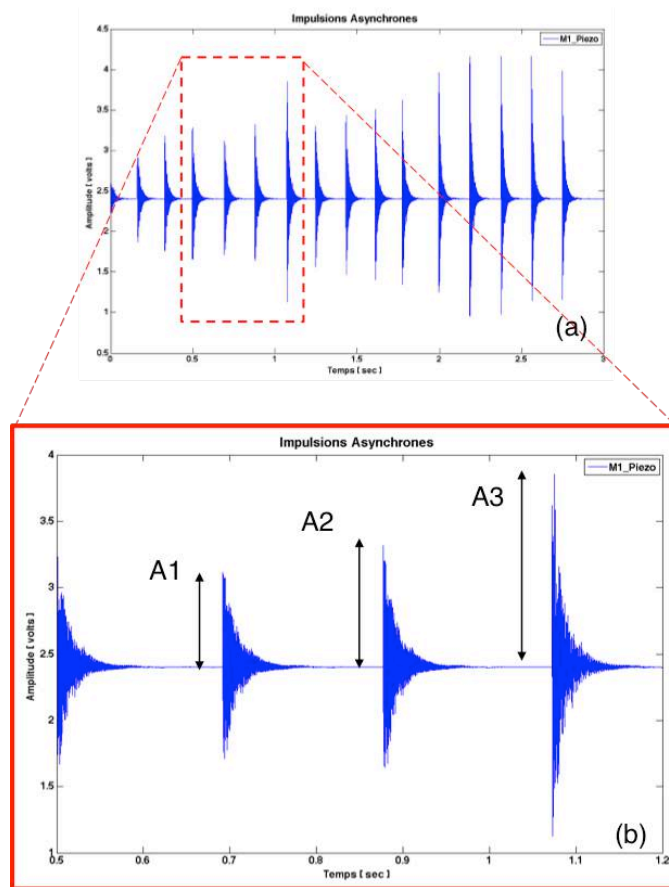 Impulsions Asynchrones
M1_Piezo
4.5
4
3.5
3
2.5
2
1.5
1
0.5
Amplitude [ volts ]
0
0.5
1
1.5
2
2.5
3
Temps [ sec ]
(a)
Impulsions Asynchrones
M1_Piezo
4
3.5
3
2.5
2
1.5
1
Amplitude [ volts ]
A1
A2
A3
(b)
0.5
0.6
0.7
0.8
0.9
1
1.1
1.2
Temps [ sec ]